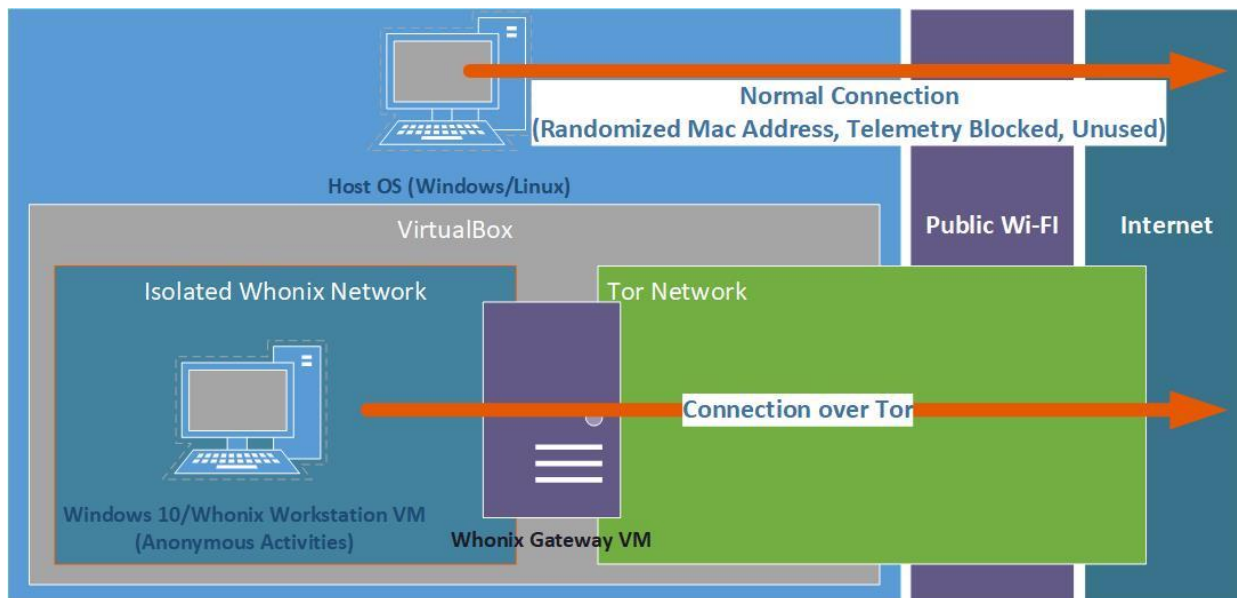 Normal Connection
(Randomized Mac Address, Telemetry Blocked, Unused)
Host OS (Windows/Linux)
VirtualBox
Public Wi-FI
Internet
Isolated Whonix Network
Tor Network
Connection over Tor
Windows 10/Whonix Workstation VM
(Anonymous Activities)
Whonix Gateway VM